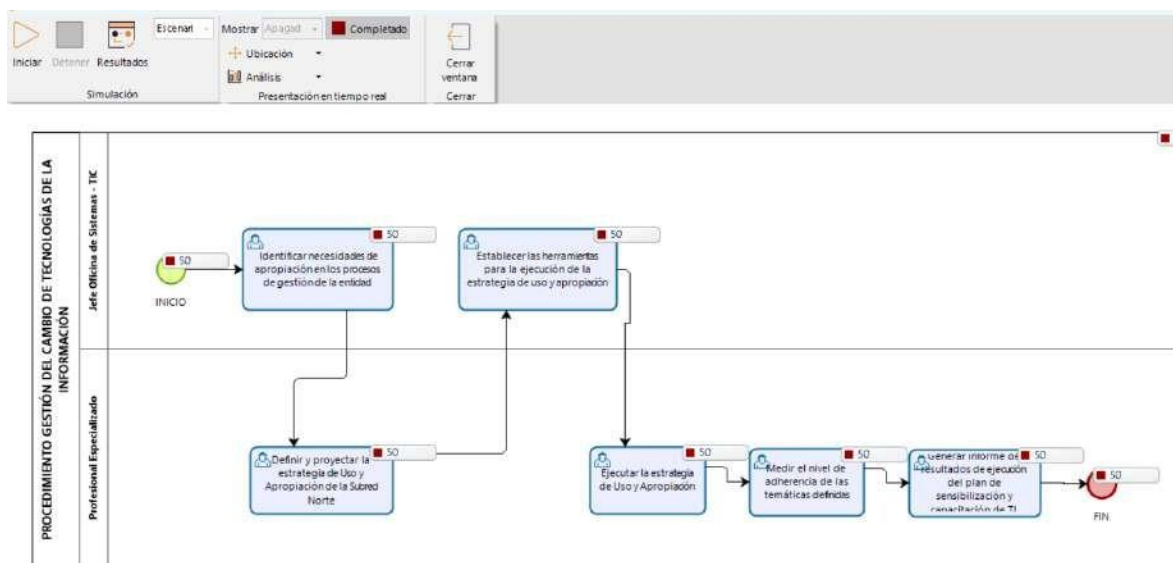 Escenari
Mostrar Apagad
Completado
Ubicación
Iniciar Detener Resultados
Análisis
Cerrar
ventana
Simulación
Presentación en tiempo real
Cerrar
PROCEDIMIENTO GESTIÓN DEL CAMBIO DE TECNOLOGÍAS DE LA
INFORMACIÓN
Jefe Oficina de Sistemas - TIC
50
INICIO
50
Identificar necesidades de
apropiación en los procesos
de gestión de la entidad
50
Establecer las herramientas
para la ejecución de la
estrategia de uso y apropiación
Profesional Especializado
50
Definir y proyectar la
estrategia de Uso y
Apropiación de la Subred
Norte
50
Ejecutar la estrategia
de Uso y Apropiación
50
Medir el nivel de
adherencia de las
temáticas definidas
50
Generar informe de
resultados de ejecución
del plan de
sensibilización y
capacitación de TI
50
FIN